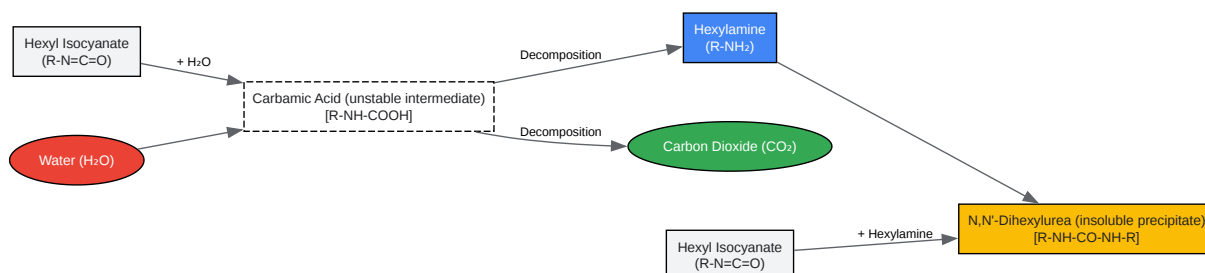 Hexyl Isocyanate
(R-N=C=O)
+ H₂O
Water (H₂O)
Carbamic Acid (unstable intermediate)
[R-NH-COOH]
Decomposition
Decomposition
Hexylamine
(R-NH₂)
Carbon Dioxide (CO₂)
Hexyl Isocyanate
(R-N=C=O)
+ Hexylamine
N,N'-Dihexylurea (insoluble precipitate)
[R-NH-CO-NH-R]